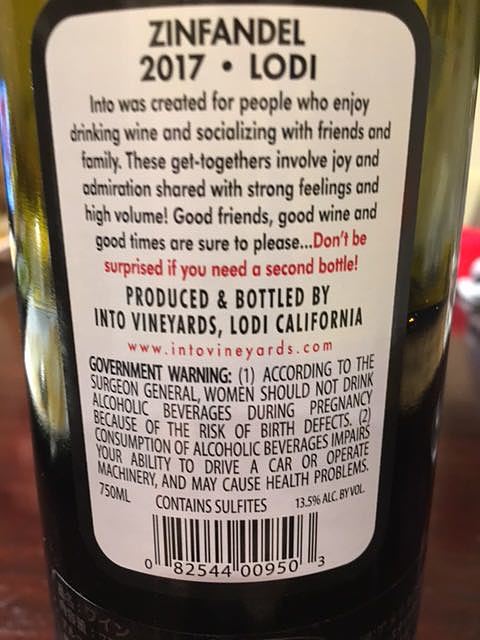 ZINFANDEL
2017 • LODI
Into was created for people who enjoy
drinking wine and socializing with friends and
family. These get-togethers involve joy and
admiration shared with strong feelings and
high volume! Good friends, good wine and
good times are sure to please...Don't be
surprised if you need a second bottle!
PRODUCED & BOTTLED BY
INTO VINEYARDS, LODI CALIFORNIA
www.intovineyards.com
GOVERNMENT WARNING: (1) ACCORDING TO THE
SURGEON GENERAL, WOMEN SHOULD NOT DRINK
ALCOHOLIC BEVERAGES DURING PREGNANCY
BECAUSE OF THE RISK OF BIRTH DEFECTS. (2)
CONSUMPTION OF ALCOHOLIC BEVERAGES IMPAIRS
YOUR ABILITY TO DRIVE A CAR OR OPERATE
MACHINERY, AND MAY CAUSE HEALTH PROBLEMS.
750ML CONTAINS SULFITES 13.5% ALC. BY VOL.
0 82544 00950 3
ワイン